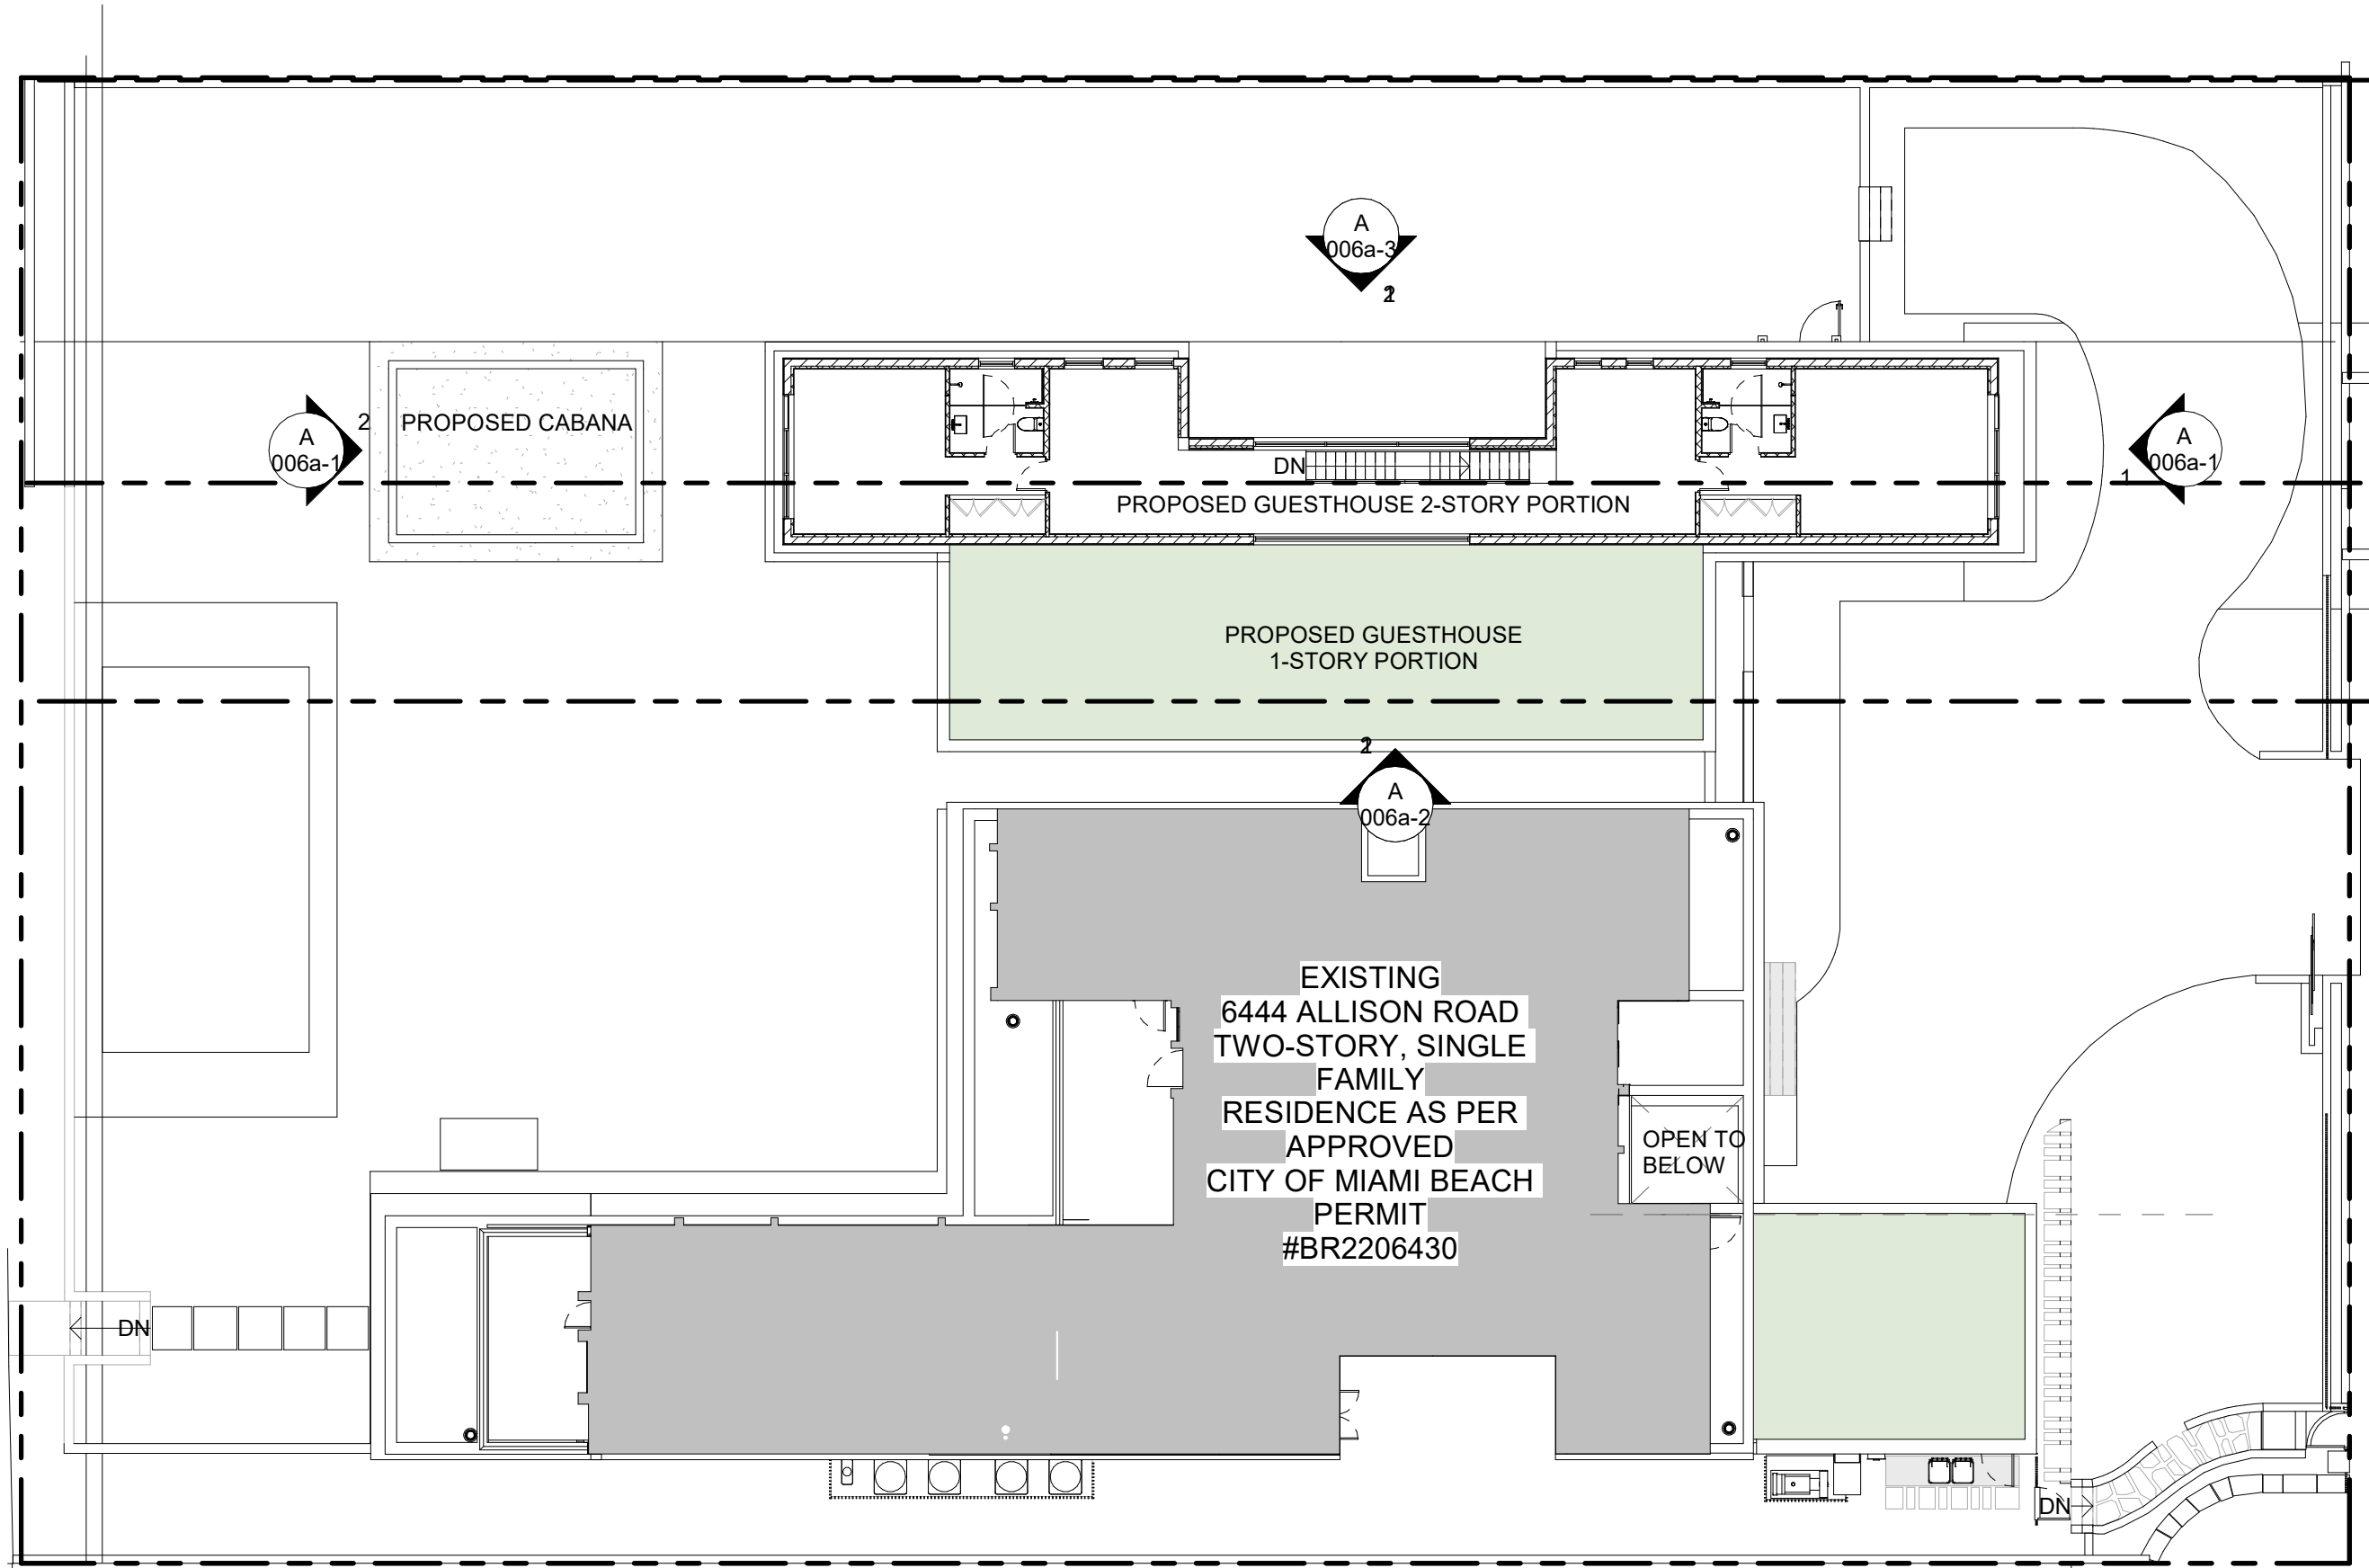 A
006a-3
2
PROPOSED CABANA
A
006a-1
2
A
006a-1
1
DN
PROPOSED GUESTHOUSE 2-STORY PORTION
PROPOSED GUESTHOUSE
1-STORY PORTION
2
A
006a-2
EXISTING
6444 ALLISON ROAD
TWO-STORY, SINGLE
FAMILY
RESIDENCE AS PER
APPROVED
CITY OF MIAMI BEACH
PERMIT
#BR2206430
OPEN TO
BELOW
DN
DN